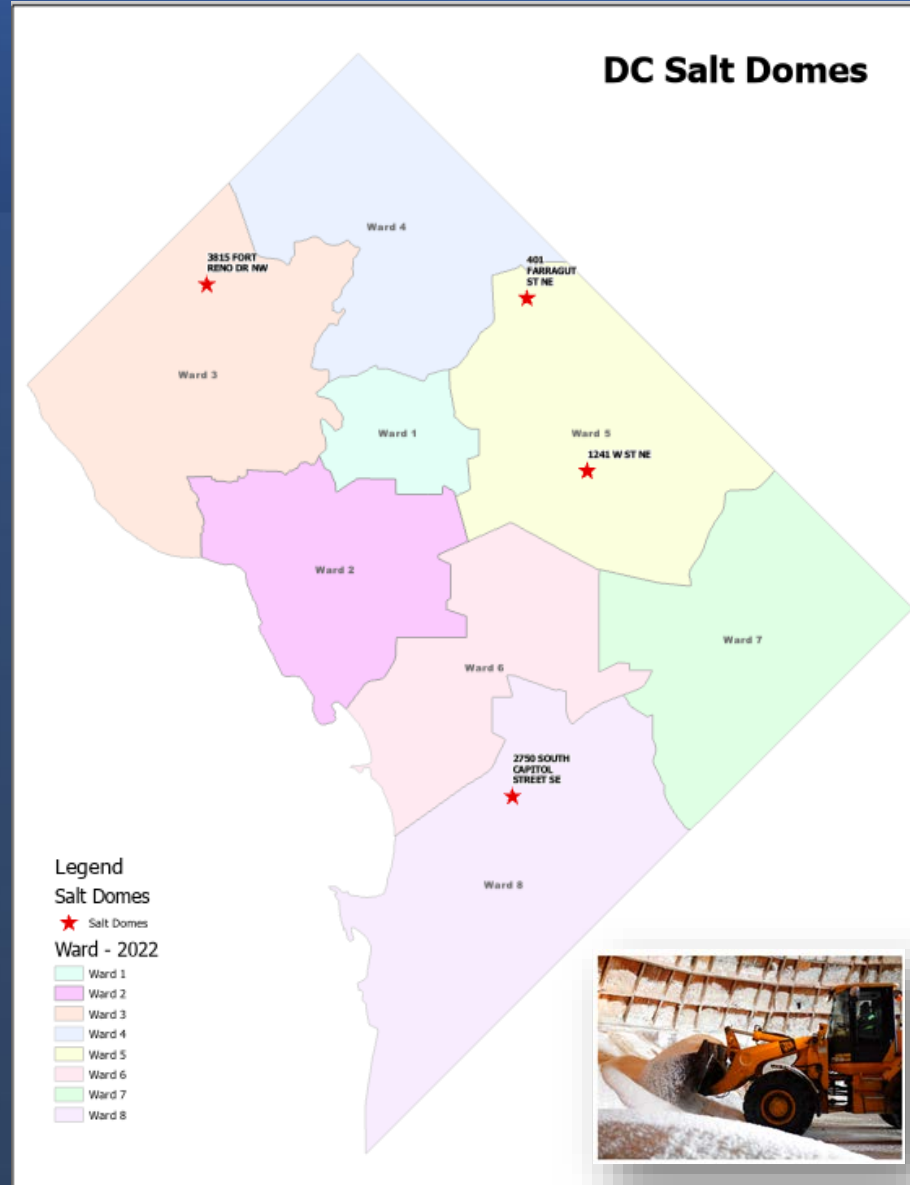 DC Salt Domes
Ward 4
3815 FORT
RENO DR NW
401
FARRAGUT
ST NE
Ward 3
Ward 1
Ward 5
1241 W ST NE
Ward 2
Ward 7
Ward 6
2750 SOUTH
CAPITOL
STREET SE
Ward 8
Legend
Salt Domes
Salt Domes
Ward - 2022
Ward 1
Ward 2
Ward 3
Ward 4
Ward 5
Ward 6
Ward 7
Ward 8